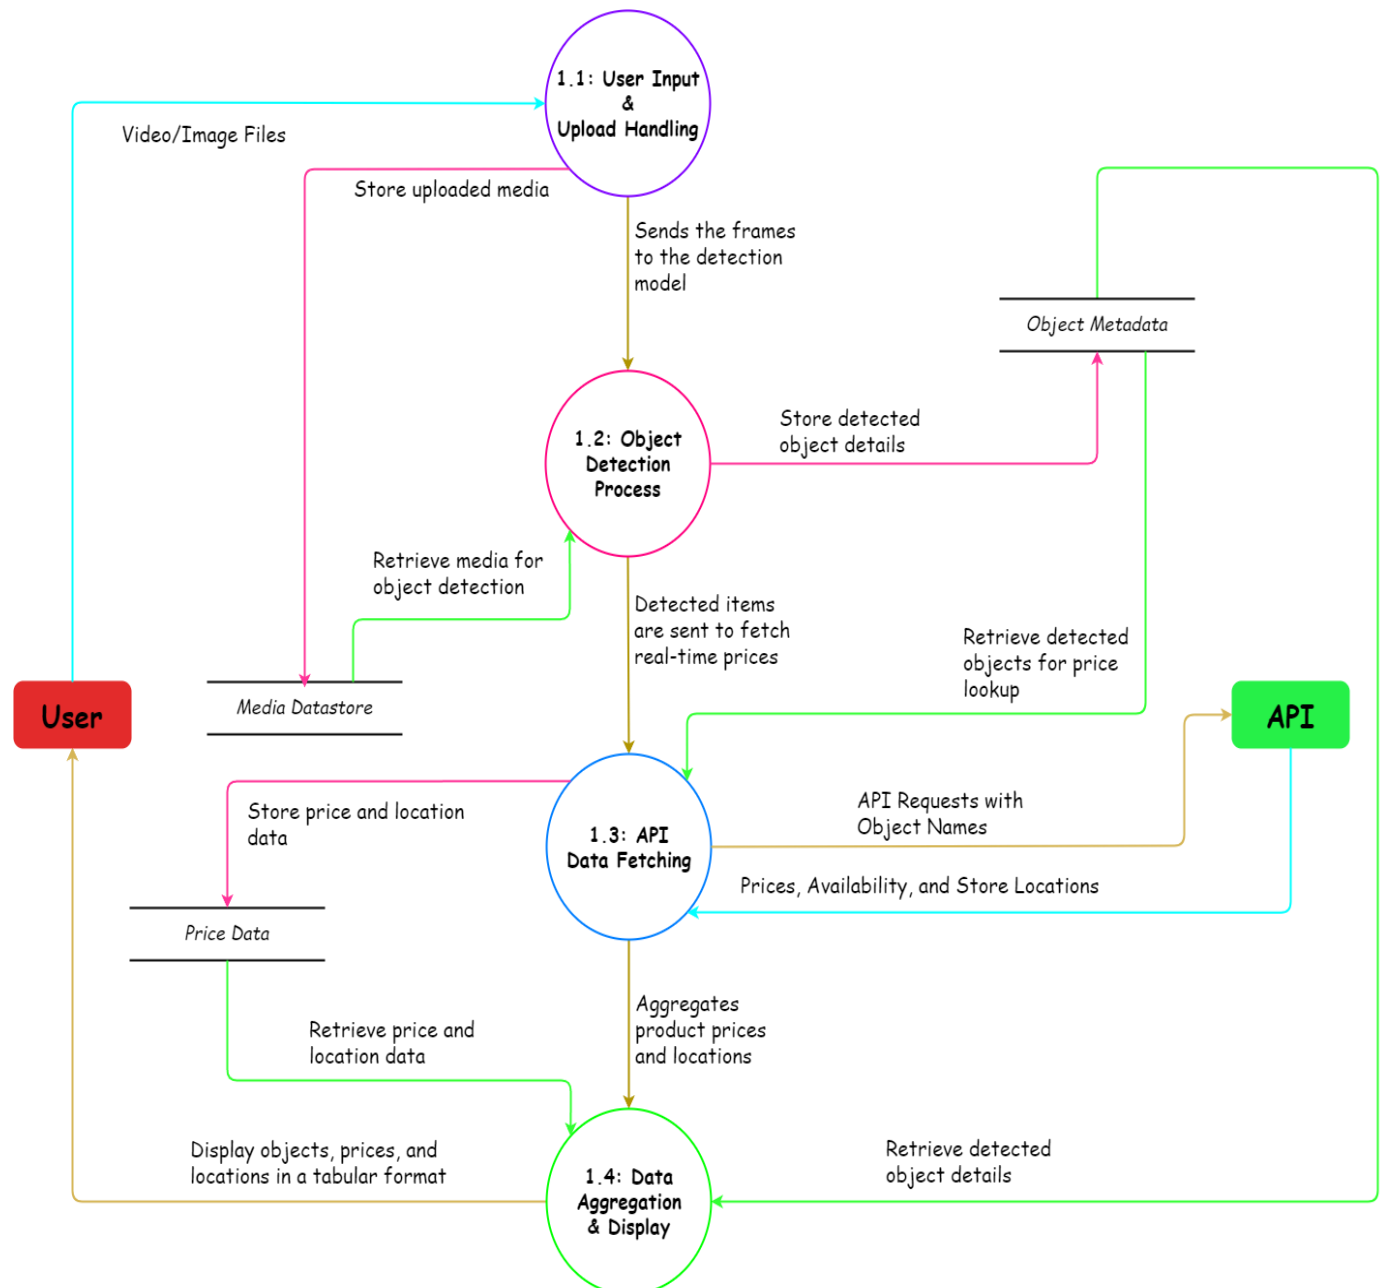 1.1: User Input
&
Upload Handling
Video/Image Files
Store uploaded media
Sends the frames
to the detection
model
Object Metadata
Store detected
object details
1.2: Object
Detection
Process
Retrieve media for
object detection
Detected items
are sent to fetch
real-time prices
Retrieve detected
objects for price
lookup
User
Media Datastore
API
Store price and location
data
1.3: API
Data Fetching
API Requests with
Object Names
Prices, Availability, and Store Locations
Price Data
Retrieve price and
location data
Aggregates
product prices
and locations
Display objects, prices, and
locations in a tabular format
1.4: Data
Aggregation
& Display
Retrieve detected
object details